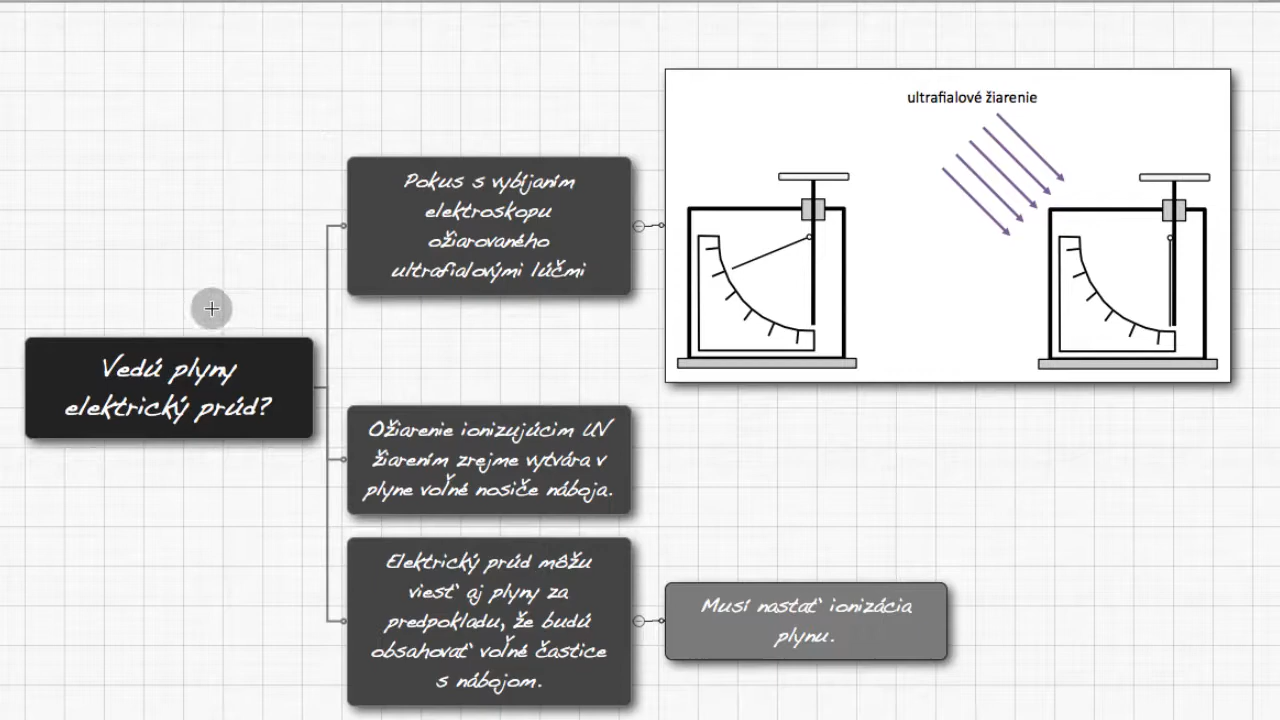 Vedú plyny
elektrický prúd?
Pokus s vybíjaním
elektroskopu
ožiarovaného
ultrafialovými lúčmi
ultrafialové žiarenie
Ožiarenie ionizujúcim UV
žiarením zrejme vytvára v
plyne voľné nosiče náboja.
Elektrický prúd môžu
viesť aj plyny za
predpokladu, že budú
obsahovať voľné častice
s nábojom.
Musí nastať ionizácia
plynu.